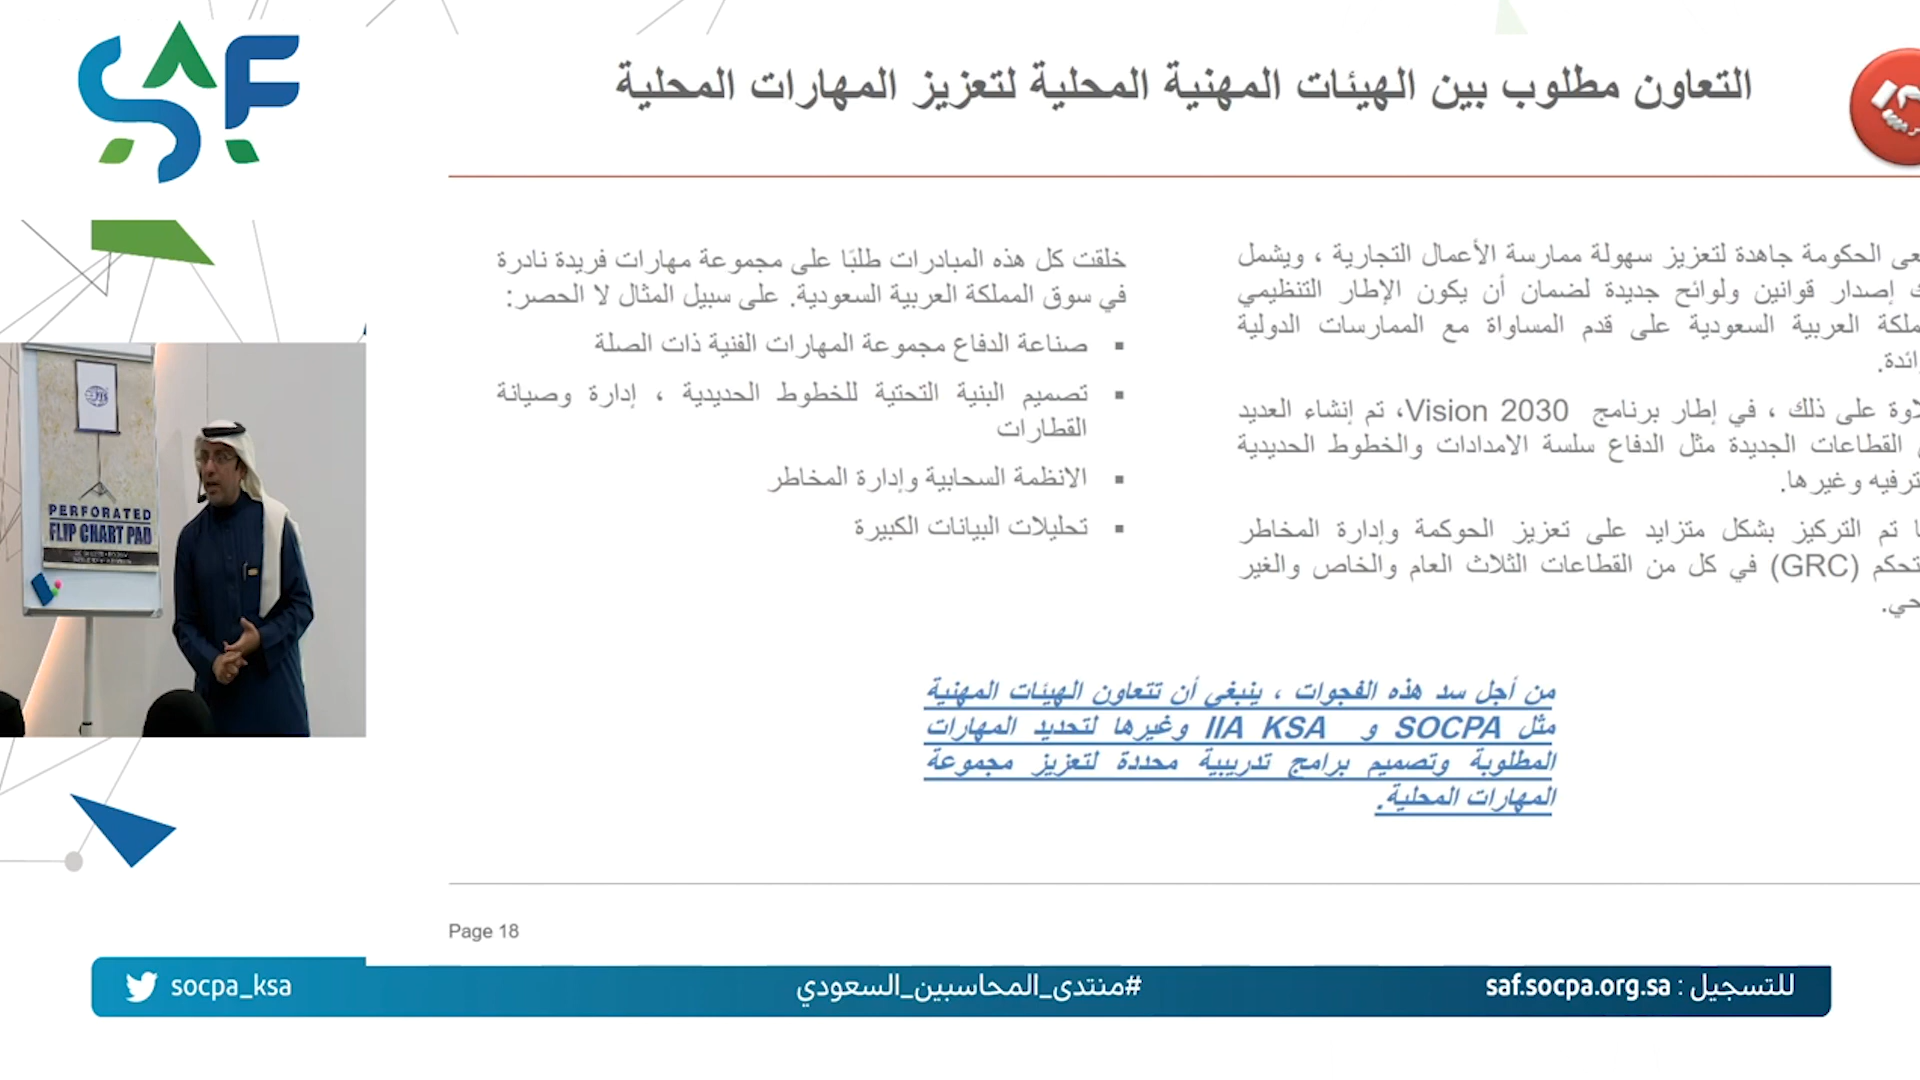 SAF
التعاون مطلوب بين الهيئات المهنية المحلية لتعزيز المهارات المحلية
الحكومة جاهدة لتعزيز سهولة ممارسة الأعمال التجارية ، ويشمل
إصدار قوانين ولوائح جديدة لضمان أن يكون الإطار التنظيمي
العربية السعودية على قدم المساواة مع الممارسات الدولية
على ذلك ، في إطار برنامج Vision 2030، تم إنشاء العديد
القطاعات الجديدة مثل الدفاع سلسة الامدادات والخطوط الحديدية
وغيرها.
تم التركيز بشكل متزايد على تعزيز الحوكمة وإدارة المخاطر
(GRC) في كل من القطاعات الثلاث العام والخاص والغير
خلقت كل هذه المبادرات طلبًا على مجموعة مهارات فريدة نادرة
في سوق المملكة العربية السعودية. على سبيل المثال لا الحصر:
▪ صناعة الدفاع مجموعة المهارات الفنية ذات الصلة
▪ تصميم البنية التحتية للخطوط الحديدية ، إدارة وصيانة
القطارات
▪ الانظمة السحابية وإدارة المخاطر
▪ تحليلات البيانات الكبيرة
من أجل سد هذه الفجوات ، ينبغي أن تتعاون الهيئات المهنية
مثل SOCPA و IIA KSA وغيرها لتحديد المهارات
المطلوبة وتصميم برامج تدريبية محددة لتعزيز مجموعة
المهارات المحلية.
PERFORATED
FLIP CHART PAD
Page 18
socpa_ksa
#منتدى_المحاسبين_السعودي
للتسجيل : saf.socpa.org.sa